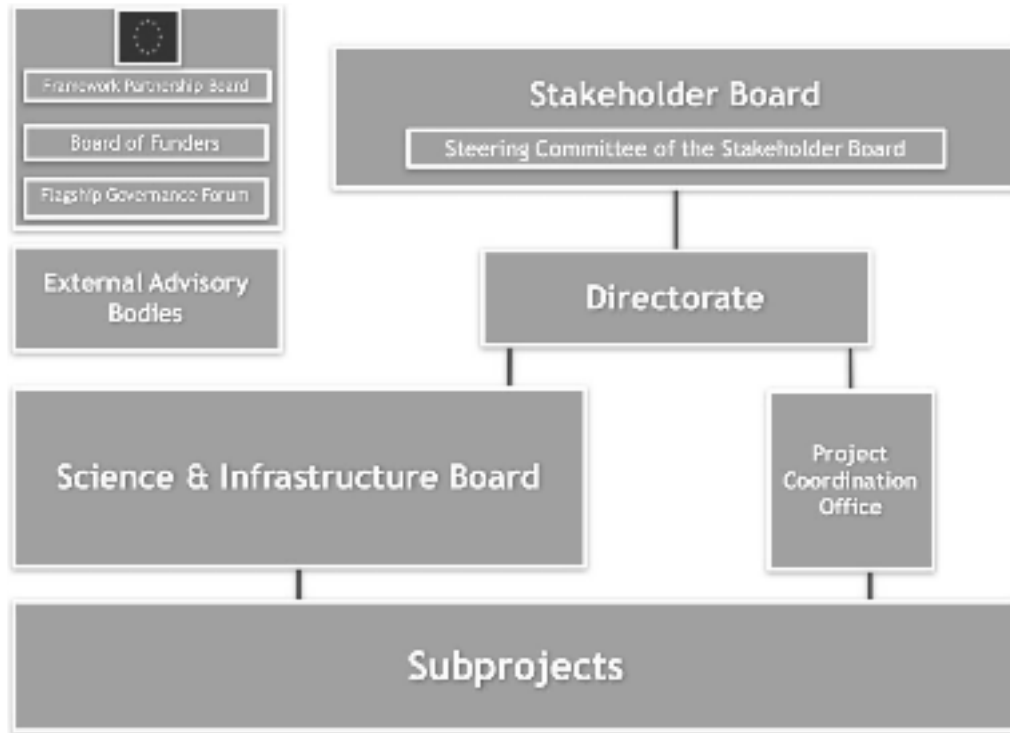 Framework Partnership Board
Board of Funders
Flagship Governance Forum
External Advisory
Bodies
Stakeholder Board
Steering Committee of the Stakeholder Board
Directorate
Science & Infrastructure Board
Project
Coordination
Office
Subprojects